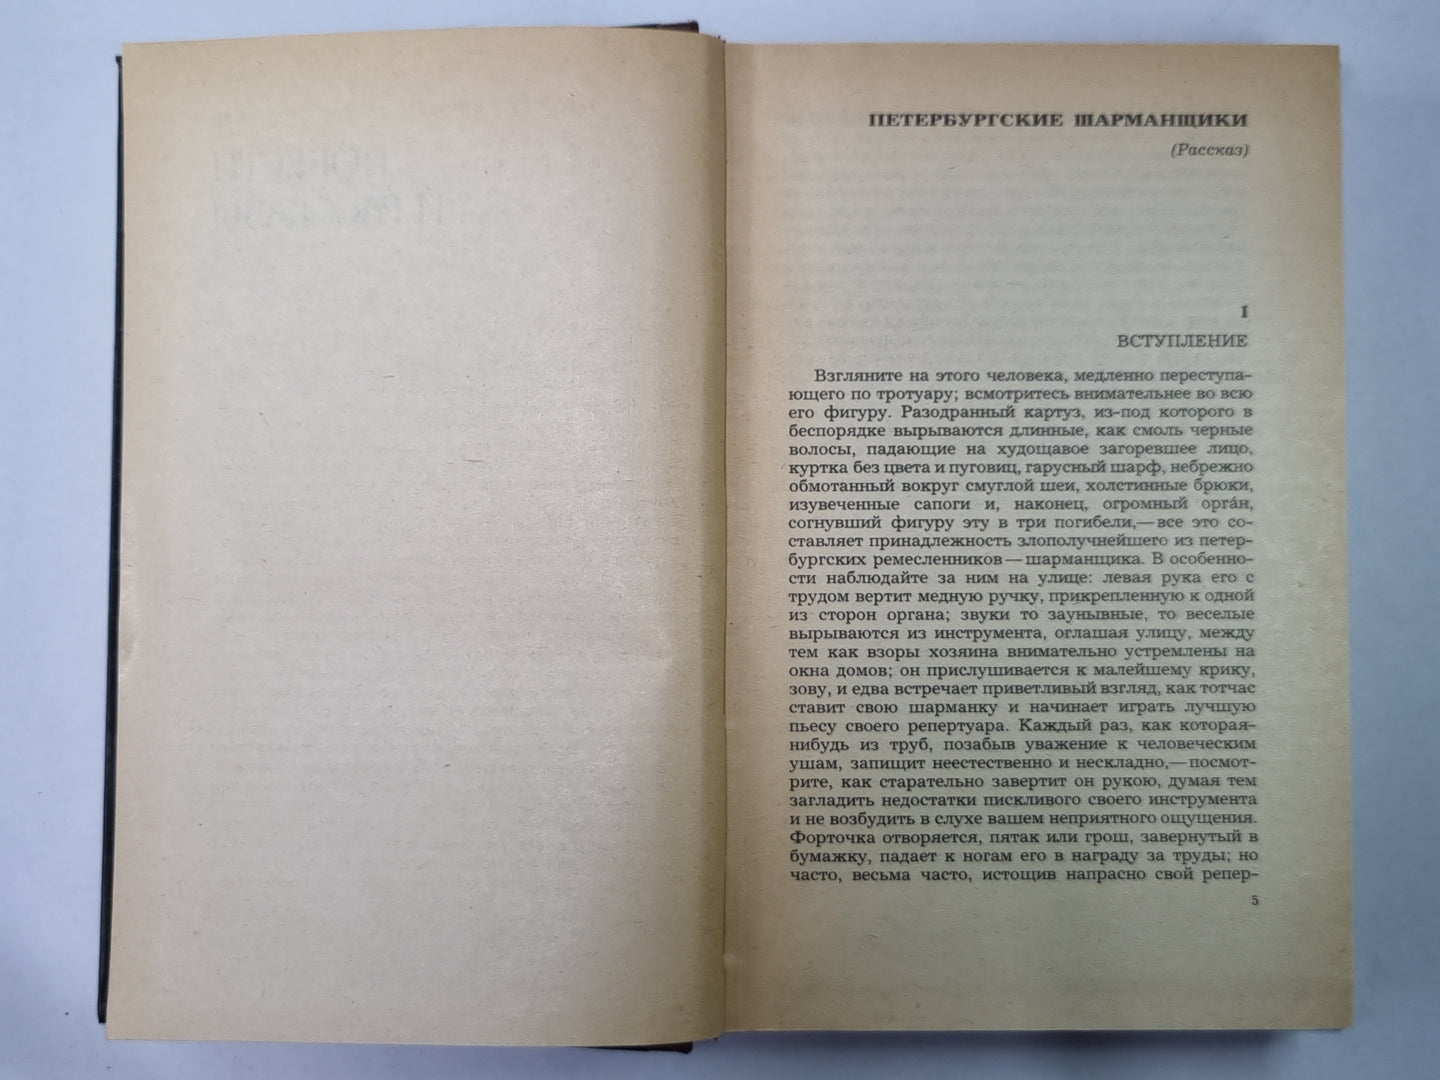 ПЕТЕРБУРГСКИЕ ШАРМАНЩИКИ
(Рассказ)
1
ВСТУПЛЕНИЕ
Взгляните на этого человека, медленно переступа-
ющего по тротуару; всмотритесь внимательнее во всю
его фигуру. Разодранный картуз, из-под которого в
беспорядке вырываются длинные, как смоль черные
волосы, падающие на худощавое загоревшее лицо,
куртка без цвета и пуговиц, гарусный шарф, небрежно
обмотанный вокруг смуглой шеи, холстинные брюки,
изувеченные сапоги и, наконец, огромный орга́н,
согнувший фигуру эту в три погибели,—все это со-
ставляет принадлежность злополучнейшего из петер-
бургских ремесленников—шарманщика. В особенно-
сти наблюдайте за ним на улице: левая рука его с
трудом вертит медную ручку, прикрепленную к одной
из сторон органа; звуки то заунывные, то веселые
вырываются из инструмента, оглашая улицу, между
тем как взоры хозяина внимательно устремлены на
окна домов; он прислушивается к малейшему крику,
зову, и едва встречает приветливый взгляд, как тотчас
ставит свою шарманку и начинает играть лучшую
пьесу своего репертуара. Каждый раз, как которая-
нибудь из труб, позабыв уважение к человеческим
ушам, запищит неестественно и нескладно,—посмот-
рите, как старательно завертит он рукою, думая тем
загладить недостатки пискливого своего инструмента
и не возбудить в слухе вашем неприятного ощущения.
Форточка отворяется, пятак или грош, завернутый в
бумажку, падает к ногам его в награду за труды; но
часто, весьма часто, истощив напрасно свой репер-
5